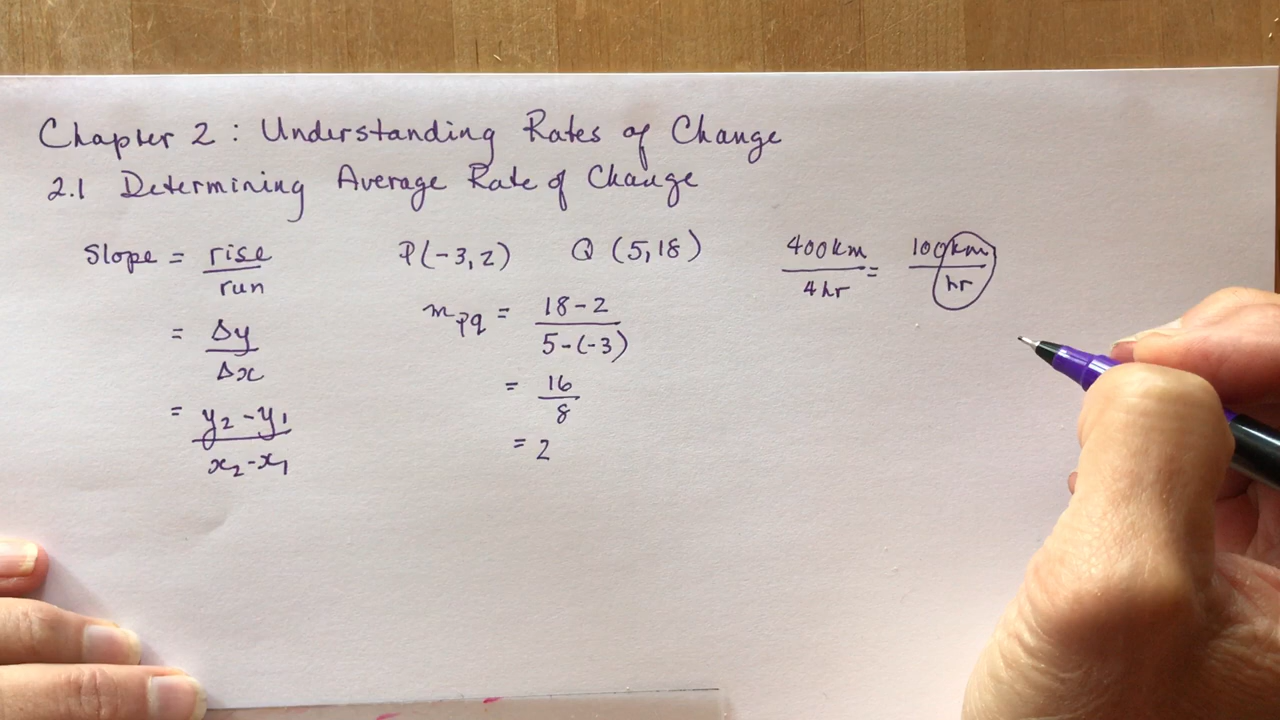 Chapter 2 : Understanding Rates of Change
2.1 Determining Average Rate of Change
Slope = rise/run
= Δy/Δx
= y₂-y₁/x₂-x₁
P(-3,2) Q (5,18)
m_PQ = 18-2/5-(-3)
= 16/8
= 2
400km/4hr = 100km/hr